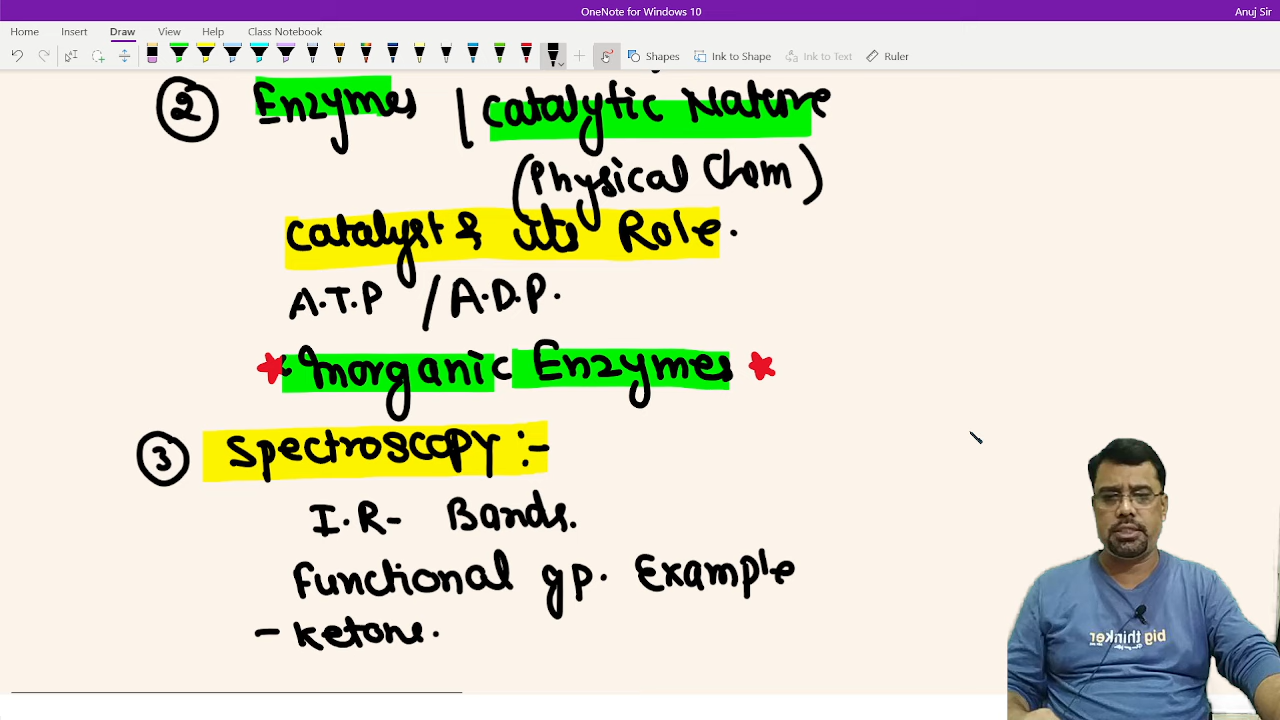 OneNote for Windows 10
Anuj Sir
Home Insert Draw View Help Class Notebook
Shapes Ink to Shape Ink to Text Ruler
② Enzymes / Catalytic Nature
(Physical Chem)
Catalyst & its Role.
A.T.P / A.D.P.
* Inorganic Enzymes *
③ Spectroscopy :-
I.R- Bands.
Functional gp. Example
- Ketone.
big thinker